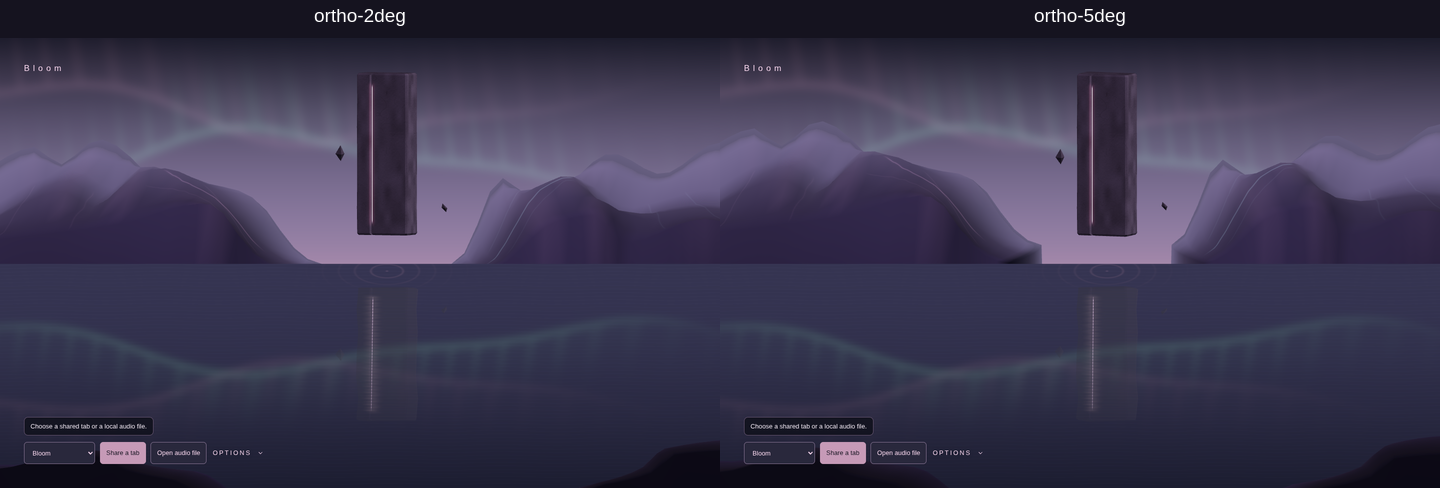 ortho-2deg
ortho-5deg
Bloom
Bloom
Choose a shared tab or a local audio file.
Choose a shared tab or a local audio file.
Bloom Share a tab Open audio file OPTIONS
Bloom Share a tab Open audio file OPTIONS